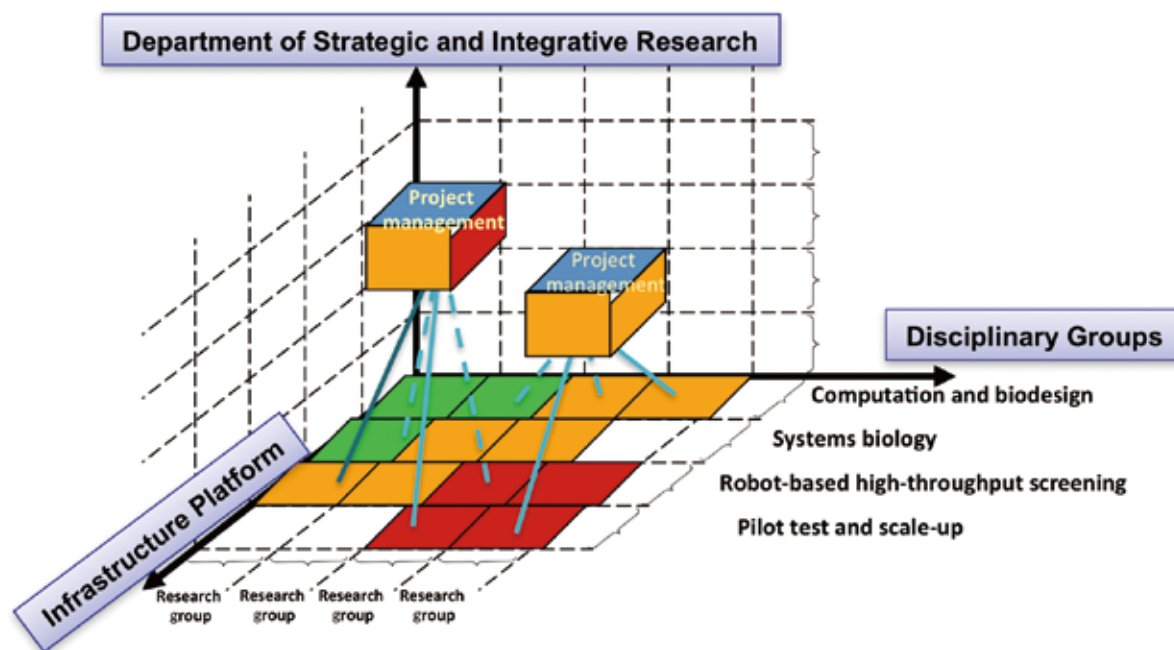 Department of Strategic and Integrative Research
Project
management
Project
management
Disciplinary Groups
Computation and biodesign
Systems biology
Robot-based high-throughput screening
Pilot test and scale-up
Infrastructure Platform
Research
group
Research
group
Research
group
Research
group